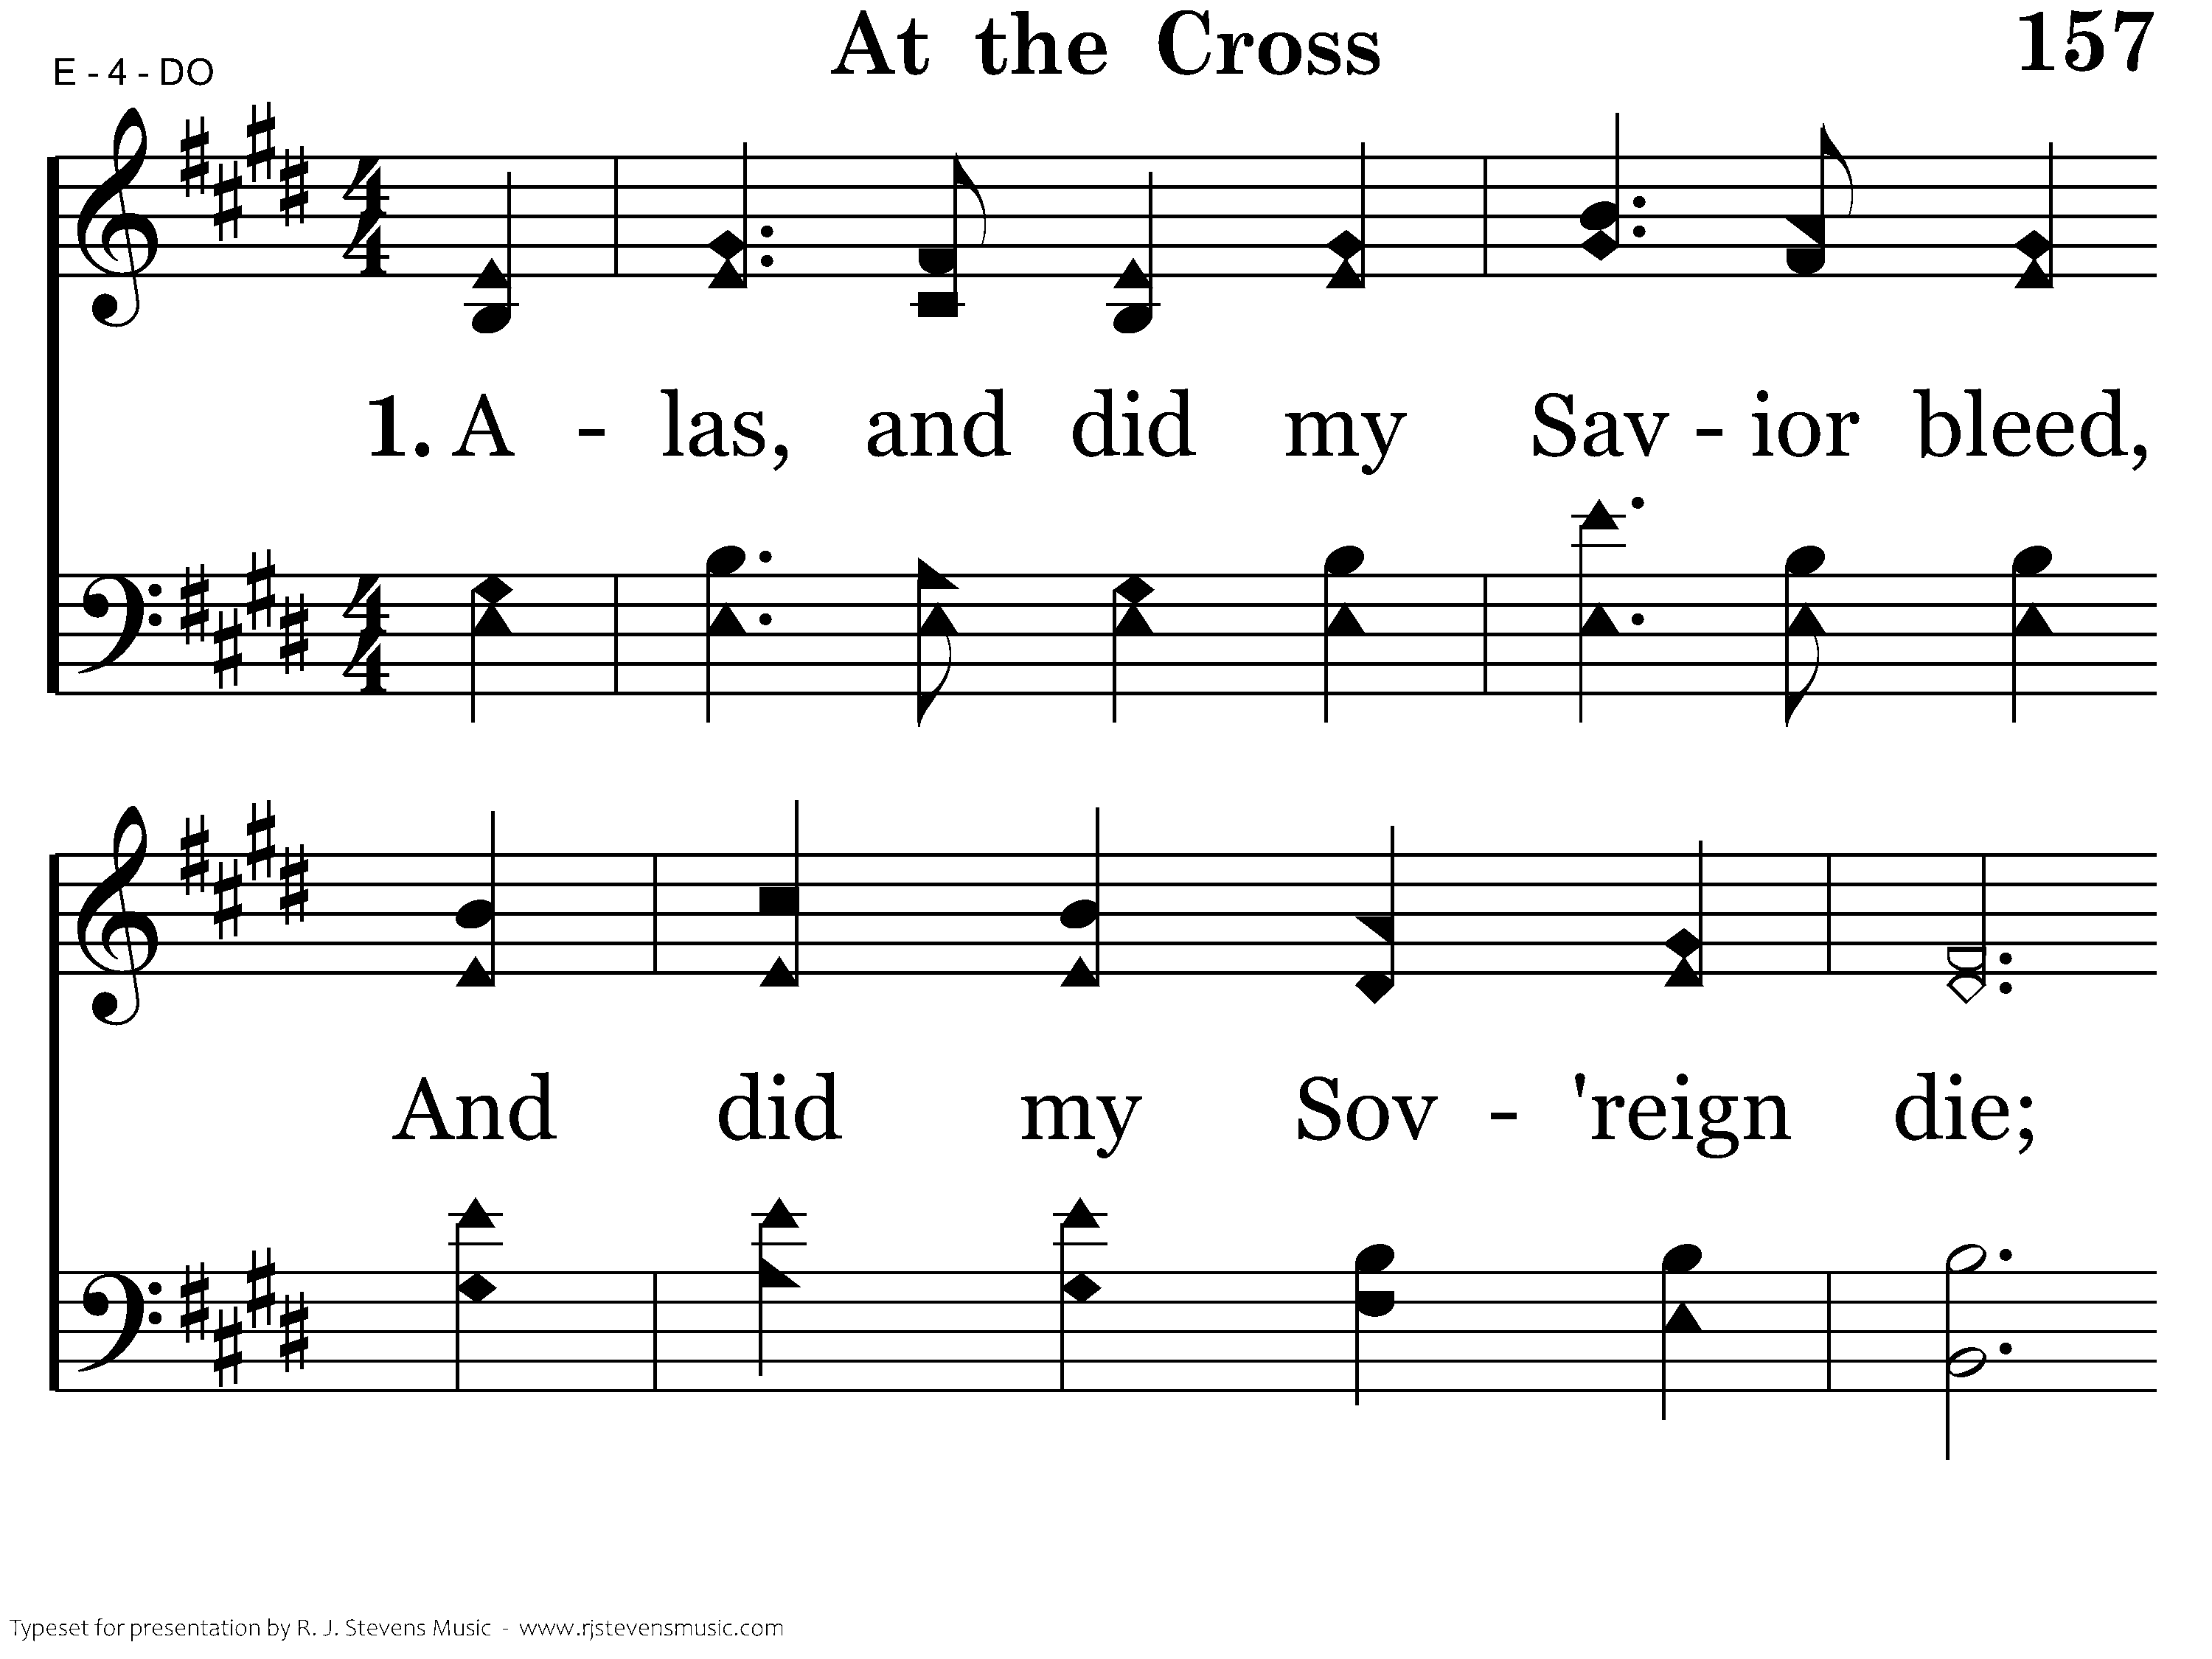 At the Cross 157
E - 4 - DO
1. A - las, and did my Sav - ior bleed,
And did my Sov - 'reign die;
Typeset for presentation by R. J. Stevens Music - www.rjstevensmusic.com